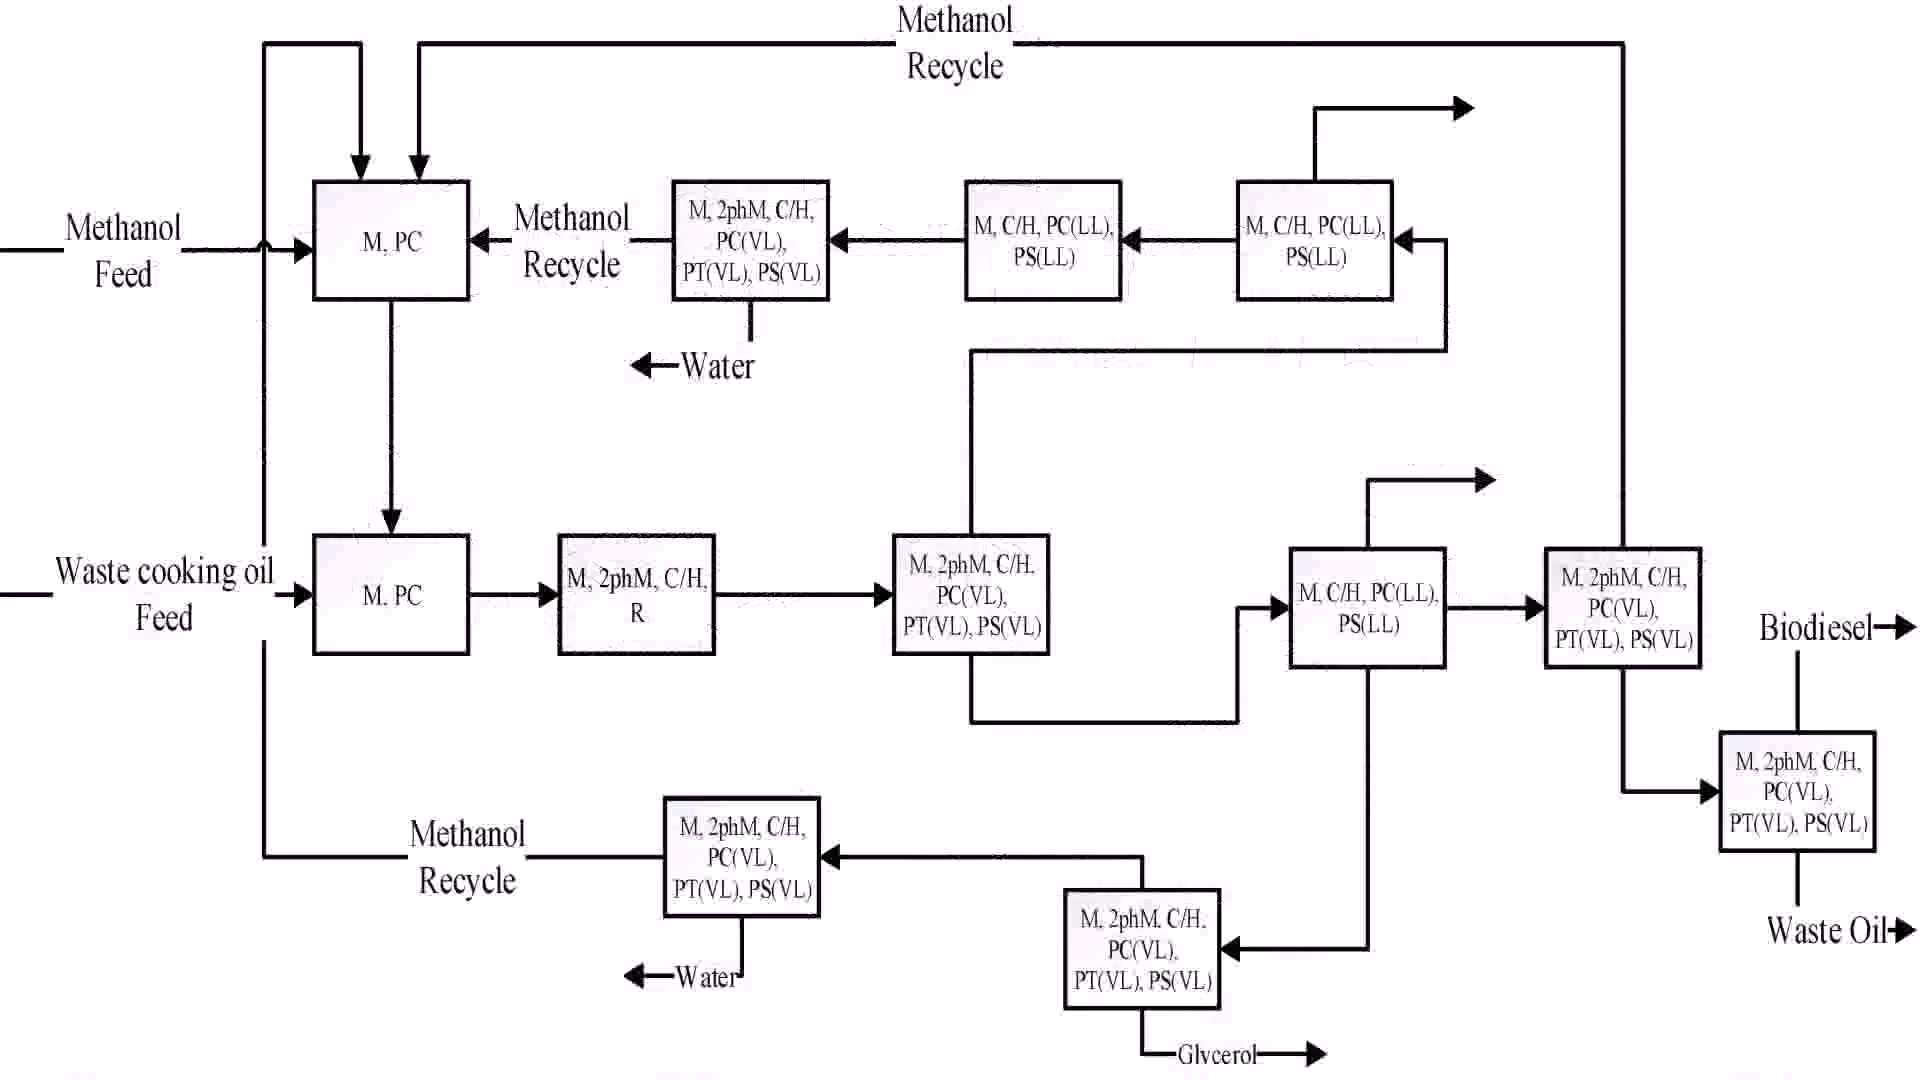 Methanol
Recycle
Methanol
Feed
M, PC
Methanol
Recycle
M, 2phM, C/H,
PC(VL),
PT(VL), PS(VL)
M, C/H, PC(LL),
PS(LL)
M, C/H, PC(LL),
PS(LL)
Water
Waste cooking oil
Feed
M. PC
M, 2phM, C/H,
R
M, 2phM, C/H,
PC(VL),
PT(VL), PS(VL)
M, C/H, PC(LL),
PS(LL)
M, 2phM, C/H,
PC(VL),
PT(VL), PS(VL)
Biodiesel
M, 2phM, C/H,
PC(VL),
PT(VL), PS(VL)
Waste Oil
Methanol
Recycle
M, 2phM, C/H,
PC(VL),
PT(VL), PS(VL)
Water
M, 2phM, C/H,
PC(VL),
PT(VL), PS(VL)
Glycerol